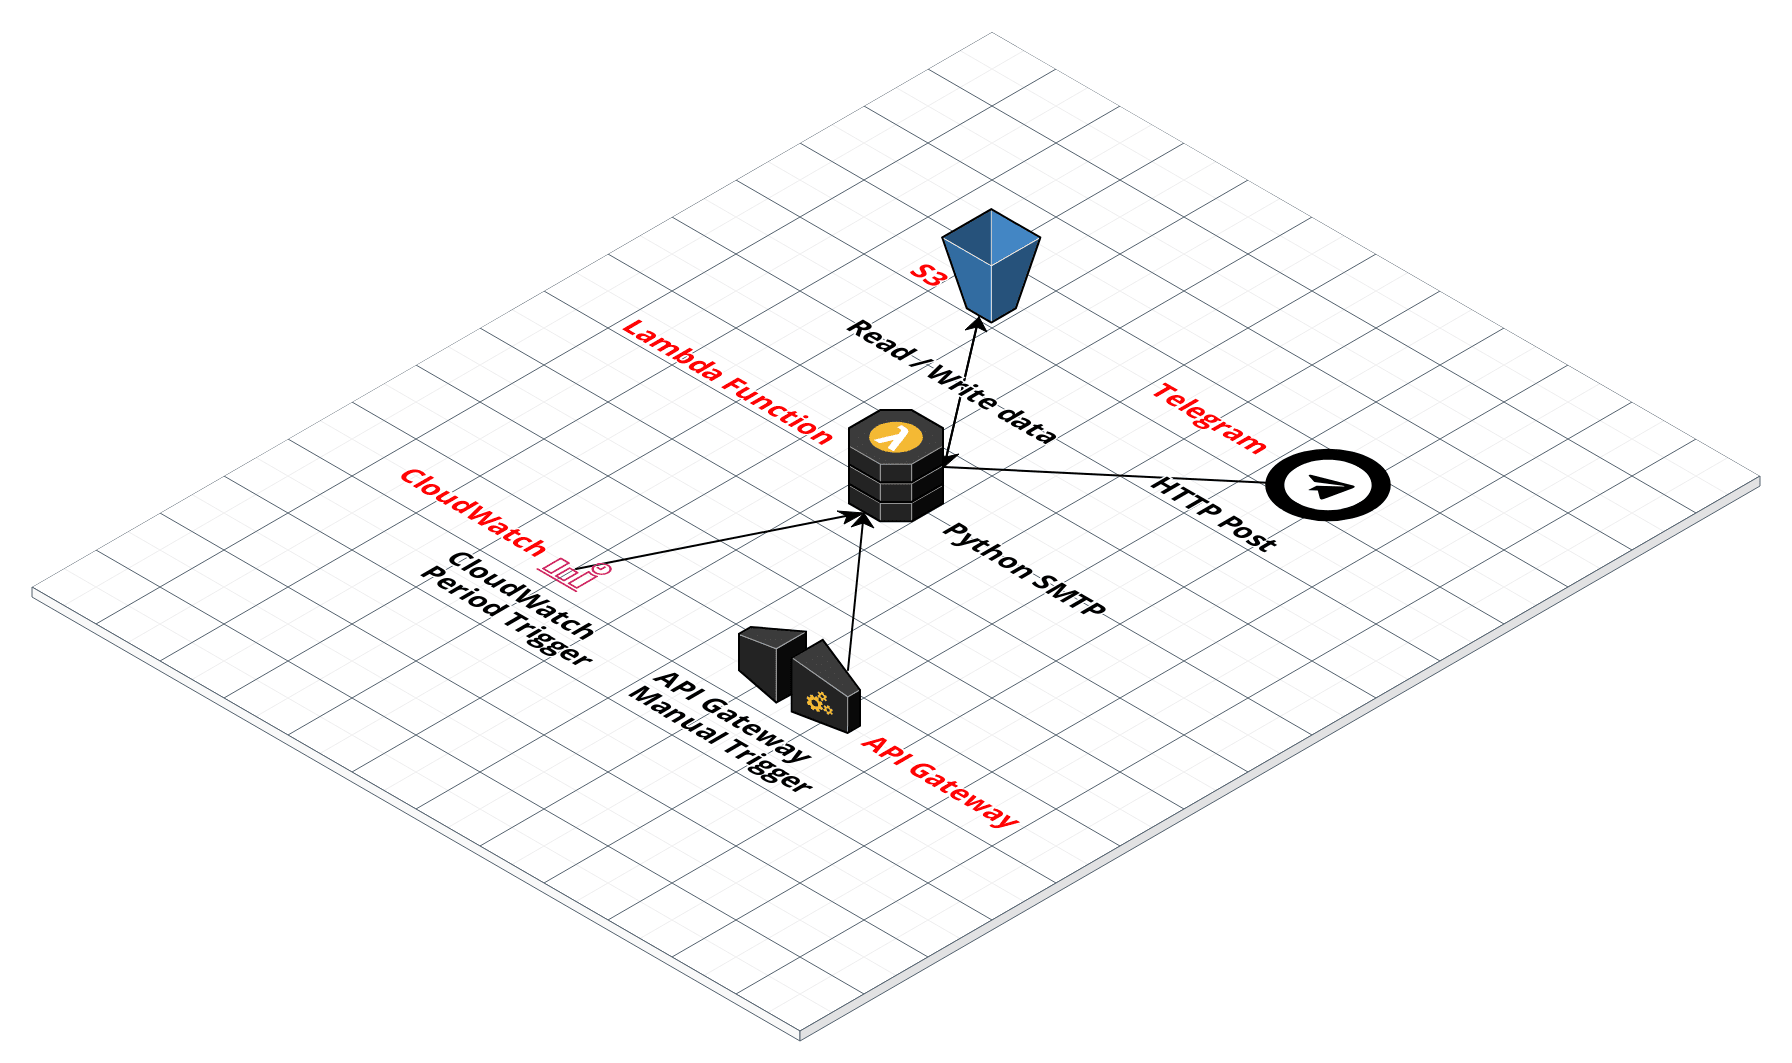 S3
Read / Write data
Lambda Function
Telegram
HTTP Post
CloudWatch
CloudWatch
Period Trigger
Python SMTP
API Gateway
Manual Trigger
API Gateway